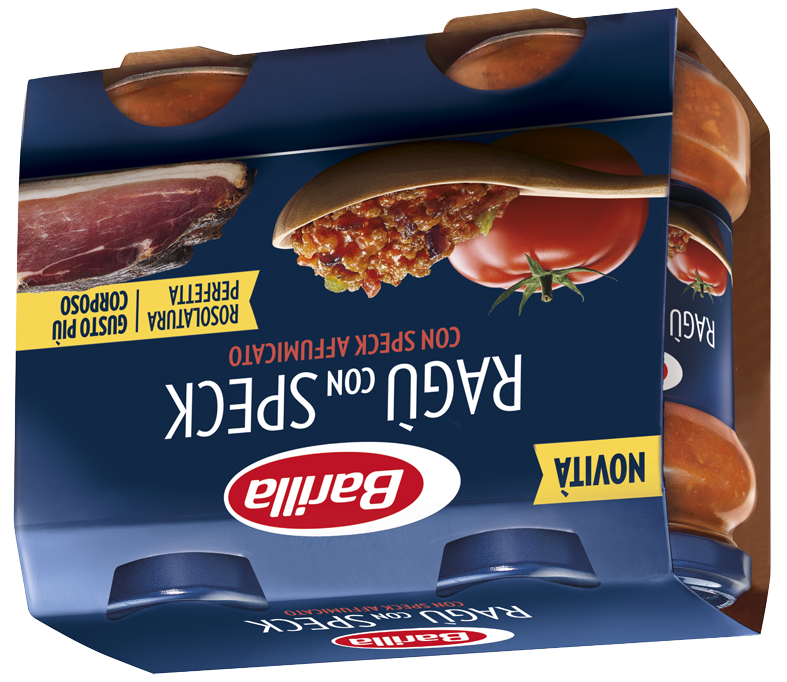 Barilla
RAGÙ CON SPECK
CON SPECK AFFUMICATO
NOVITÀ
Barilla
RAGÙ CON SPECK
CON SPECK AFFUMICATO
ROSOLATURA
PERFETTA
GUSTO PIÙ
CORPOSO
RAGÙ